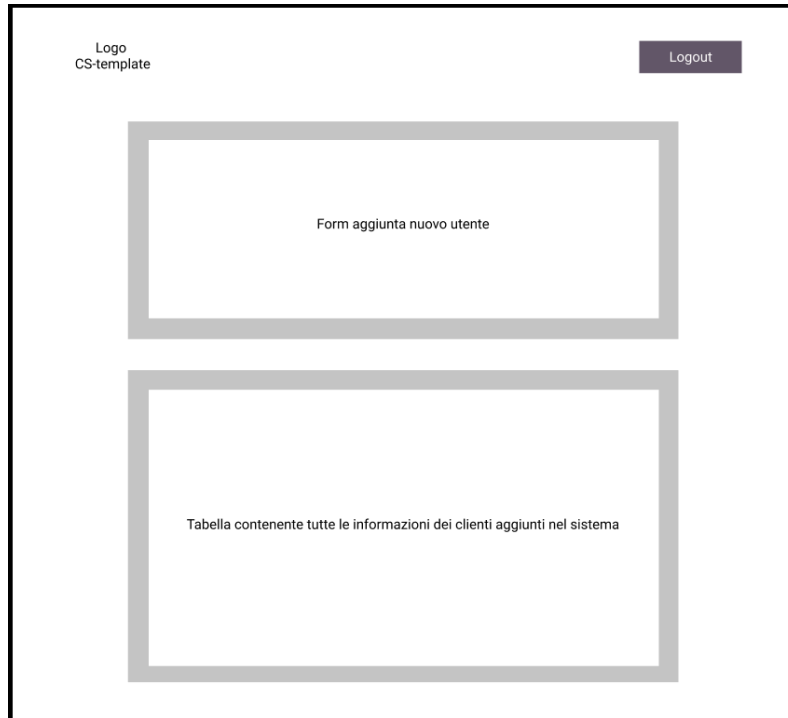 Logo
CS-template
Logout
Form aggiunta nuovo utente
Tabella contenente tutte le informazioni dei clienti aggiunti nel sistema